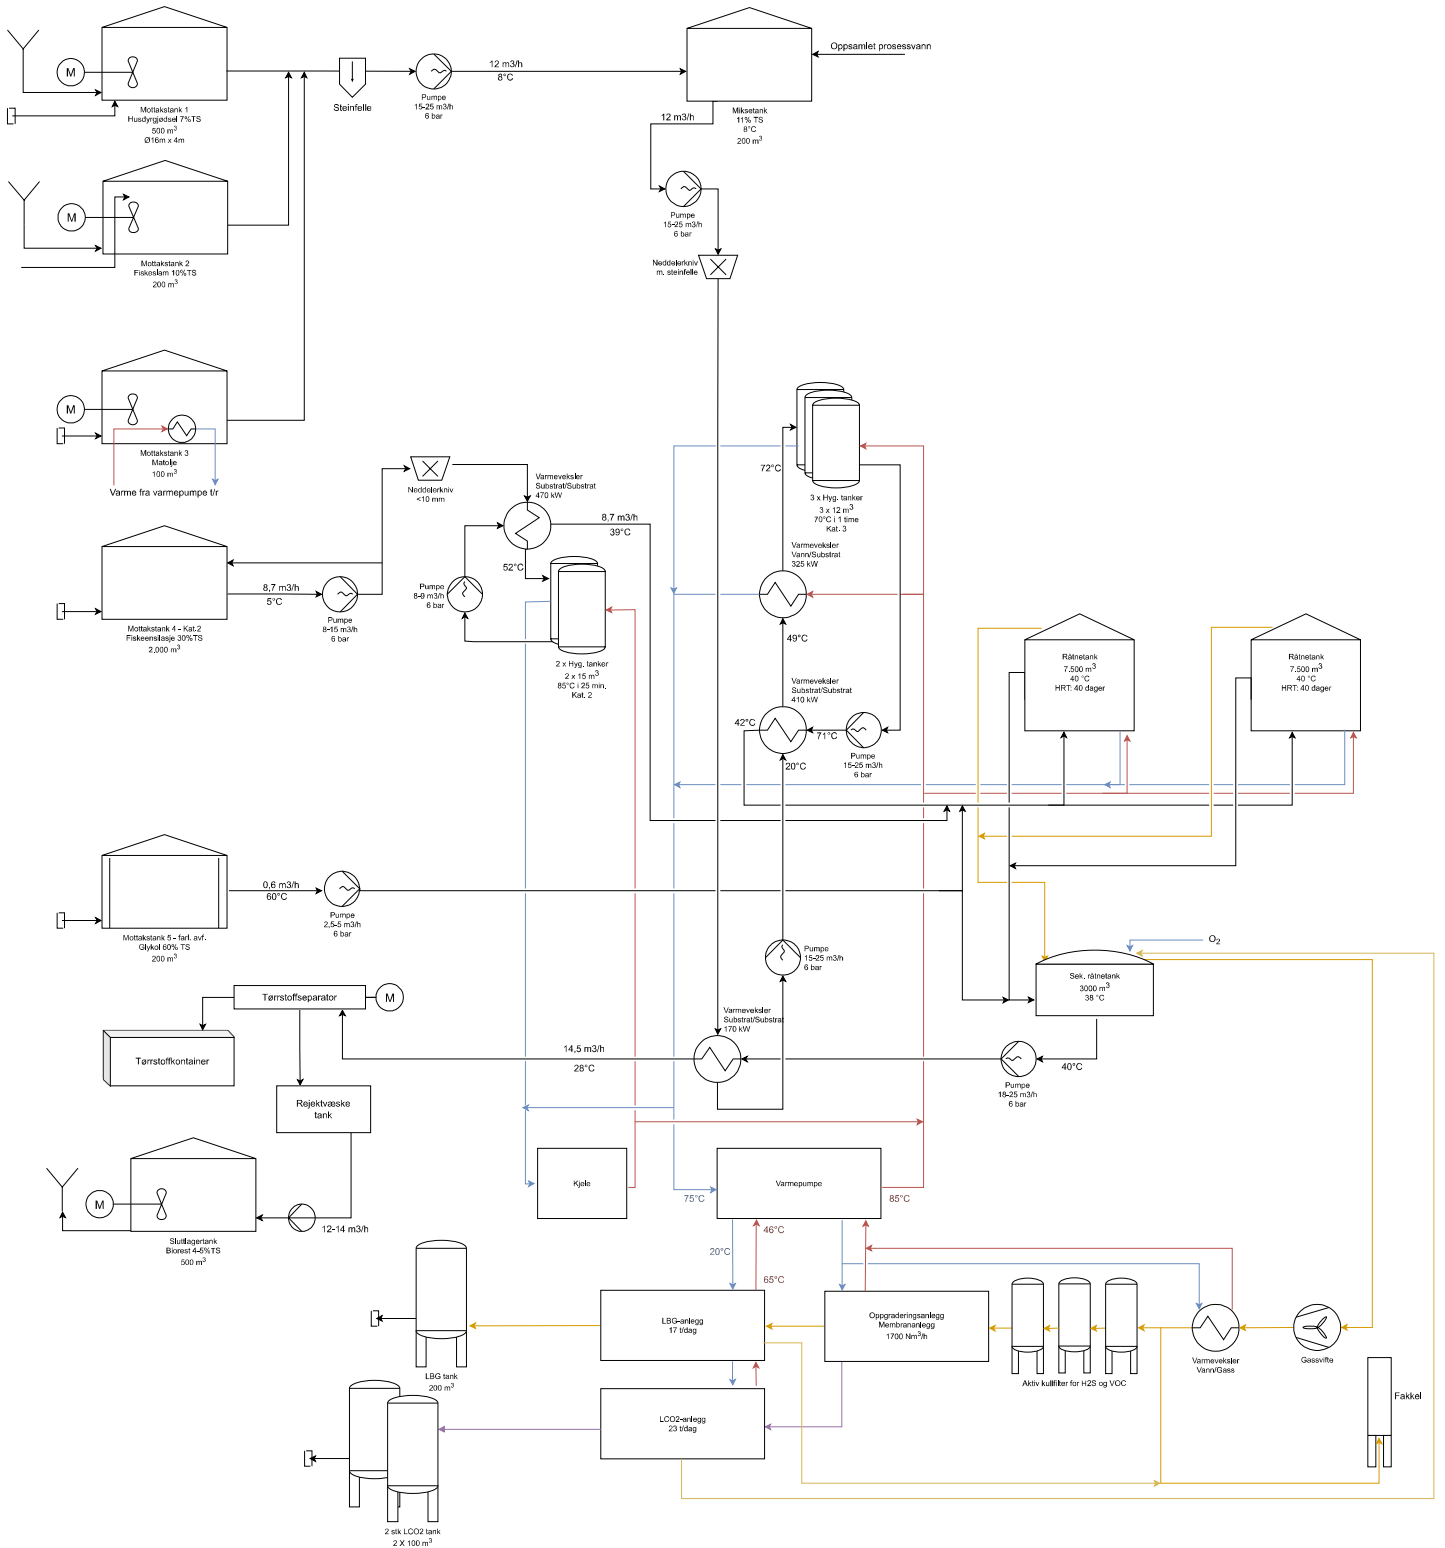 M
Mottakstank 1
Husdyrgjødsel 7%TS
500 m³
Ø16m x 4m
Steinfelle
Pumpe
15-25 m3/h
6 bar
12 m3/h
8°C
Oppsamlet prosessvann
Miksetank
11% TS
8°C
200 m³
12 m3/h
Pumpe
15-25 m3/h
6 bar
Neddelerkniv
m. steinfelle
M
Mottakstank 2
Fiskeslam 10%TS
200 m³
M
Mottakstank 3
Matolje
100 m³
Varme fra varmepumpe t/r
Neddelerkniv
<10 mm
Varmeveksler
Substrat/Substrat
470 kW
8,7 m3/h
39°C
52°C
Pumpe
8-9 m3/h
6 bar
2 x Hyg. tanker
2 x 15 m³
85°C i 25 min.
Kat. 2
8,7 m3/h
5°C
Pumpe
8-15 m3/h
6 bar
Mottakstank 4 - Kat.2
Fiskeensilasje 30%TS
2.000 m³
72°C
3 x Hyg. tanker
3 x 12 m³
70°C i 1 time
Kat. 3
Varmeveksler
Vann/Substrat
325 kW
49°C
Varmeveksler
Substrat/Substrat
410 kW
42°C
71°C
20°C
Pumpe
15-25 m3/h
6 bar
Råtnetank
7.500 m³
40 °C
HRT: 40 dager
Råtnetank
7.500 m³
40 °C
HRT: 40 dager
0,6 m3/h
60°C
Pumpe
2,5-5 m3/h
6 bar
Mottakstank 5 - farl. avf.
Glykol 60% TS
200 m³
Pumpe
15-25 m3/h
6 bar
O₂
Sek. råtnetank
3000 m³
38 °C
Tørrstoffseparator
M
Tørrstoffkontainer
14,5 m3/h
28°C
Varmeveksler
Substrat/Substrat
170 kW
40°C
Pumpe
18-25 m3/h
6 bar
Rejektvæske
tank
M
12-14 m3/h
Sluttlagertank
Biorest 4-5%TS
500 m³
Kjele
Varmepumpe
75°C
85°C
20°C
46°C
65°C
LBG-anlegg
17 t/dag
Oppgraderingsanlegg
Membrananlegg
1700 Nm³/h
Aktiv kullfilter for H2S og VOC
Varmeveksler
Vann/Gass
Gassvifte
Fakkel
LBG tank
200 m³
LCO2-anlegg
23 t/dag
2 stk LCO2 tank
2 X 100 m³